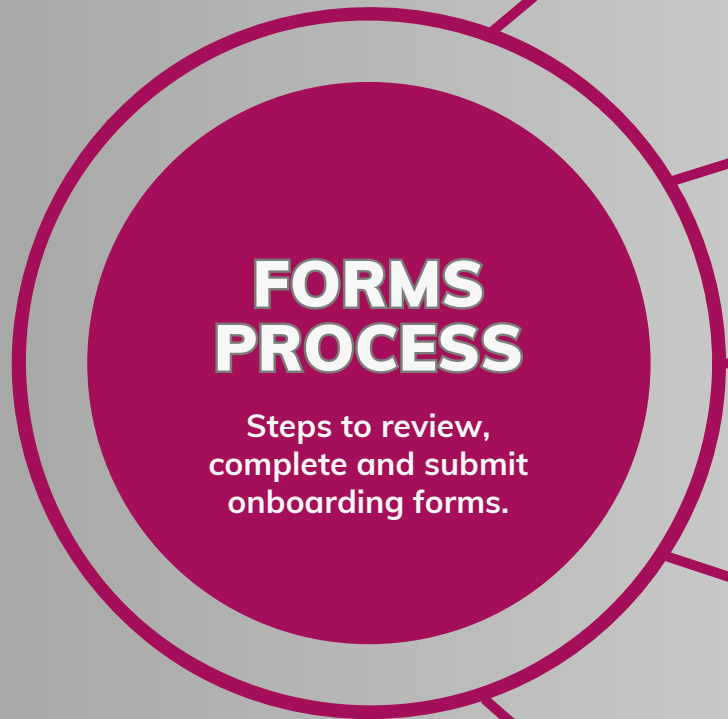 FORMS
PROCESS
Steps to review,
complete and submit
onboarding forms.